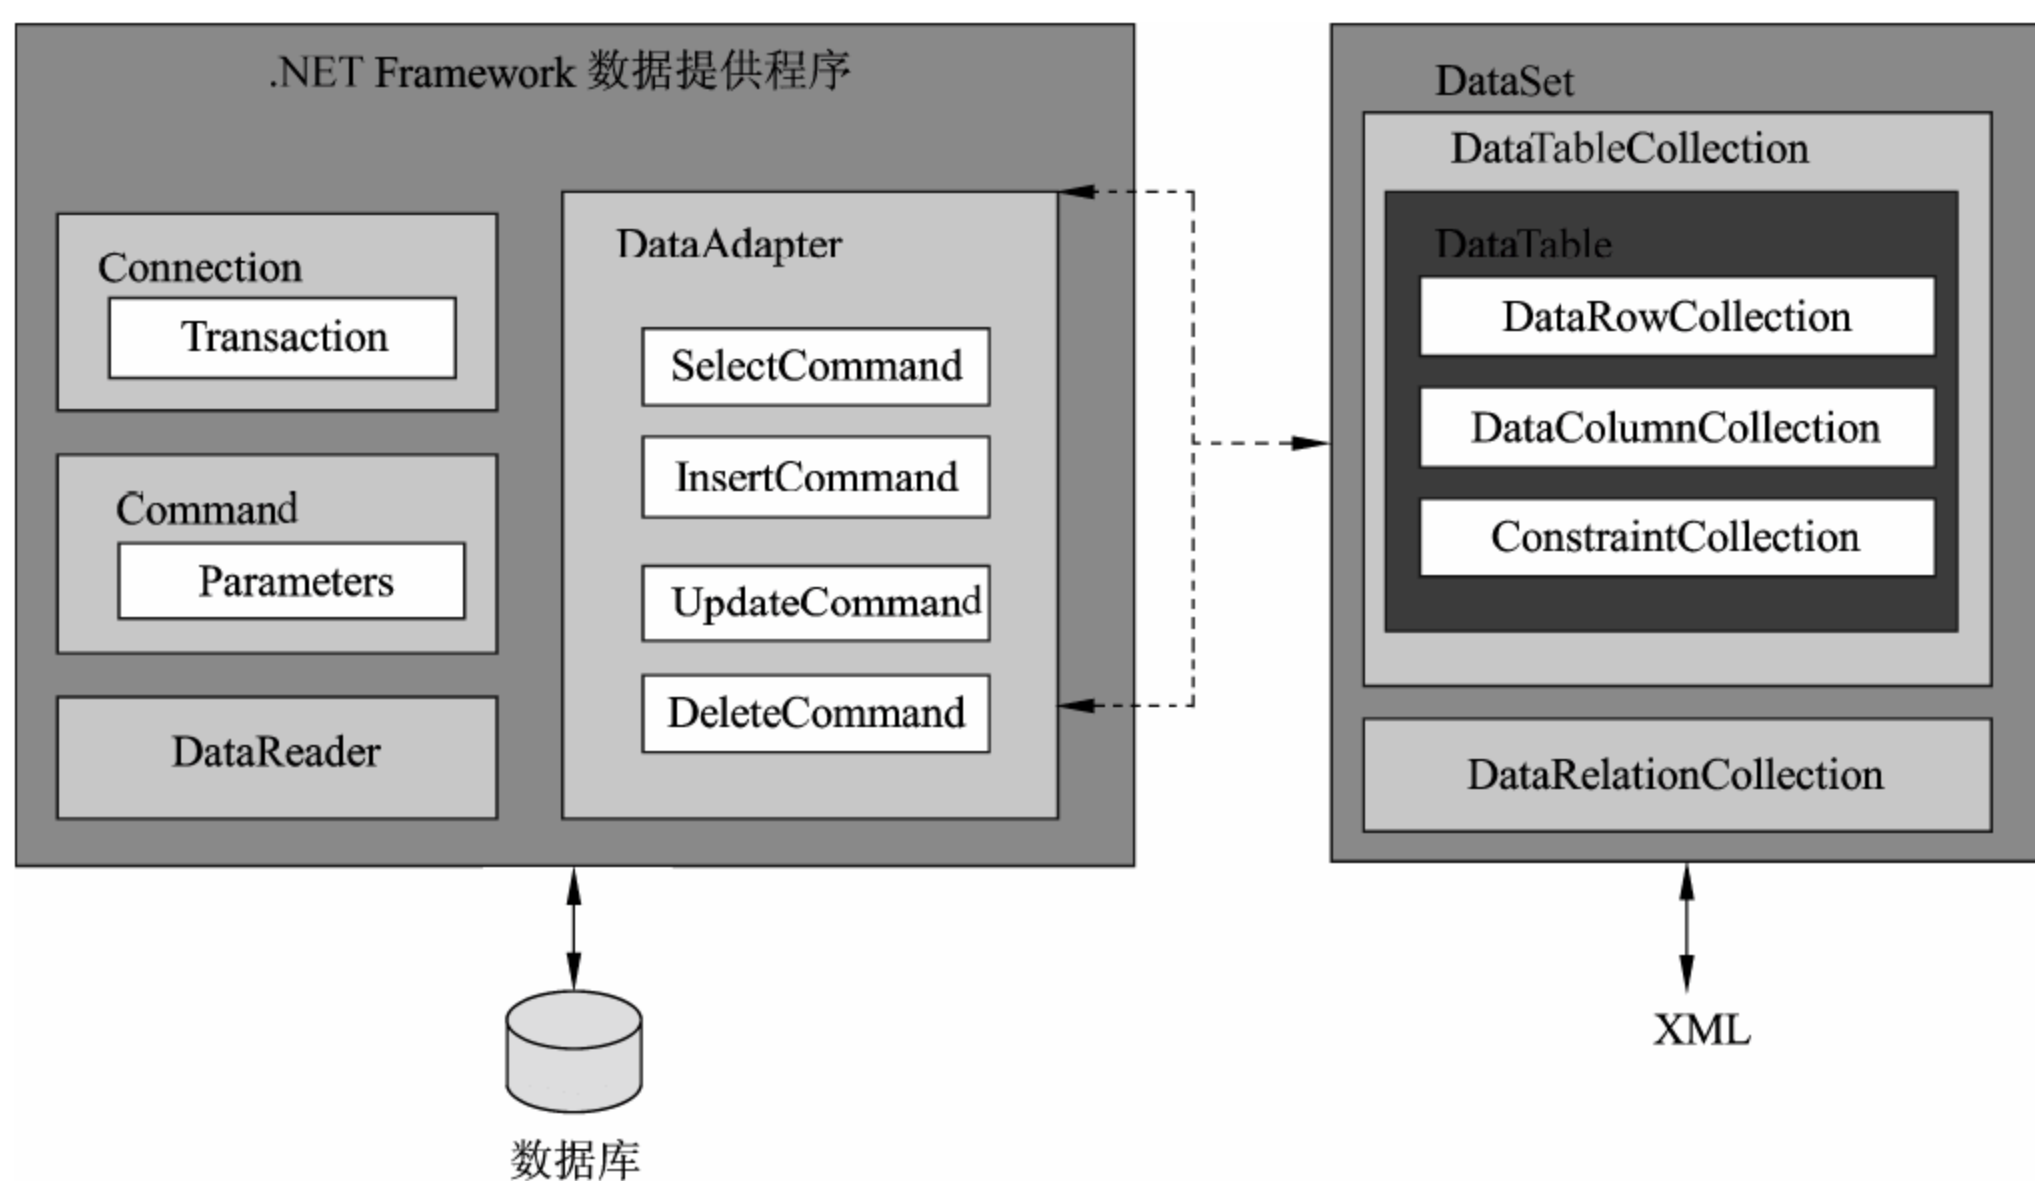 .NET Framework 数据提供程序
Connection
Transaction
Command
Parameters
DataReader
DataAdapter
SelectCommand
InsertCommand
UpdateCommand
DeleteCommand
数据库
DataSet
DataTableCollection
DataTable
DataRowCollection
DataColumnCollection
ConstraintCollection
DataRelationCollection
XML